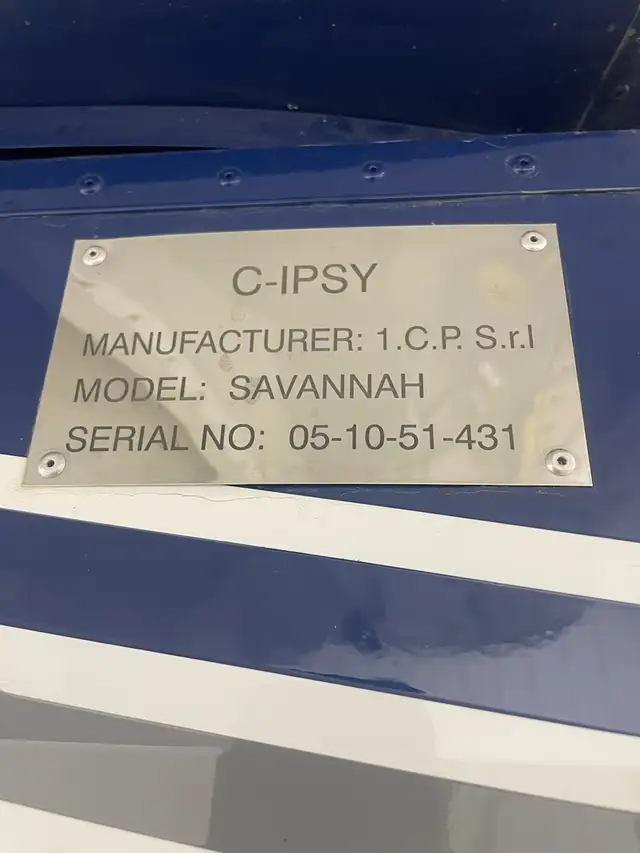 C-IPSY
MANUFACTURER: 1.C.P. S.r.l
MODEL: SAVANNAH
SERIAL NO: 05-10-51-431